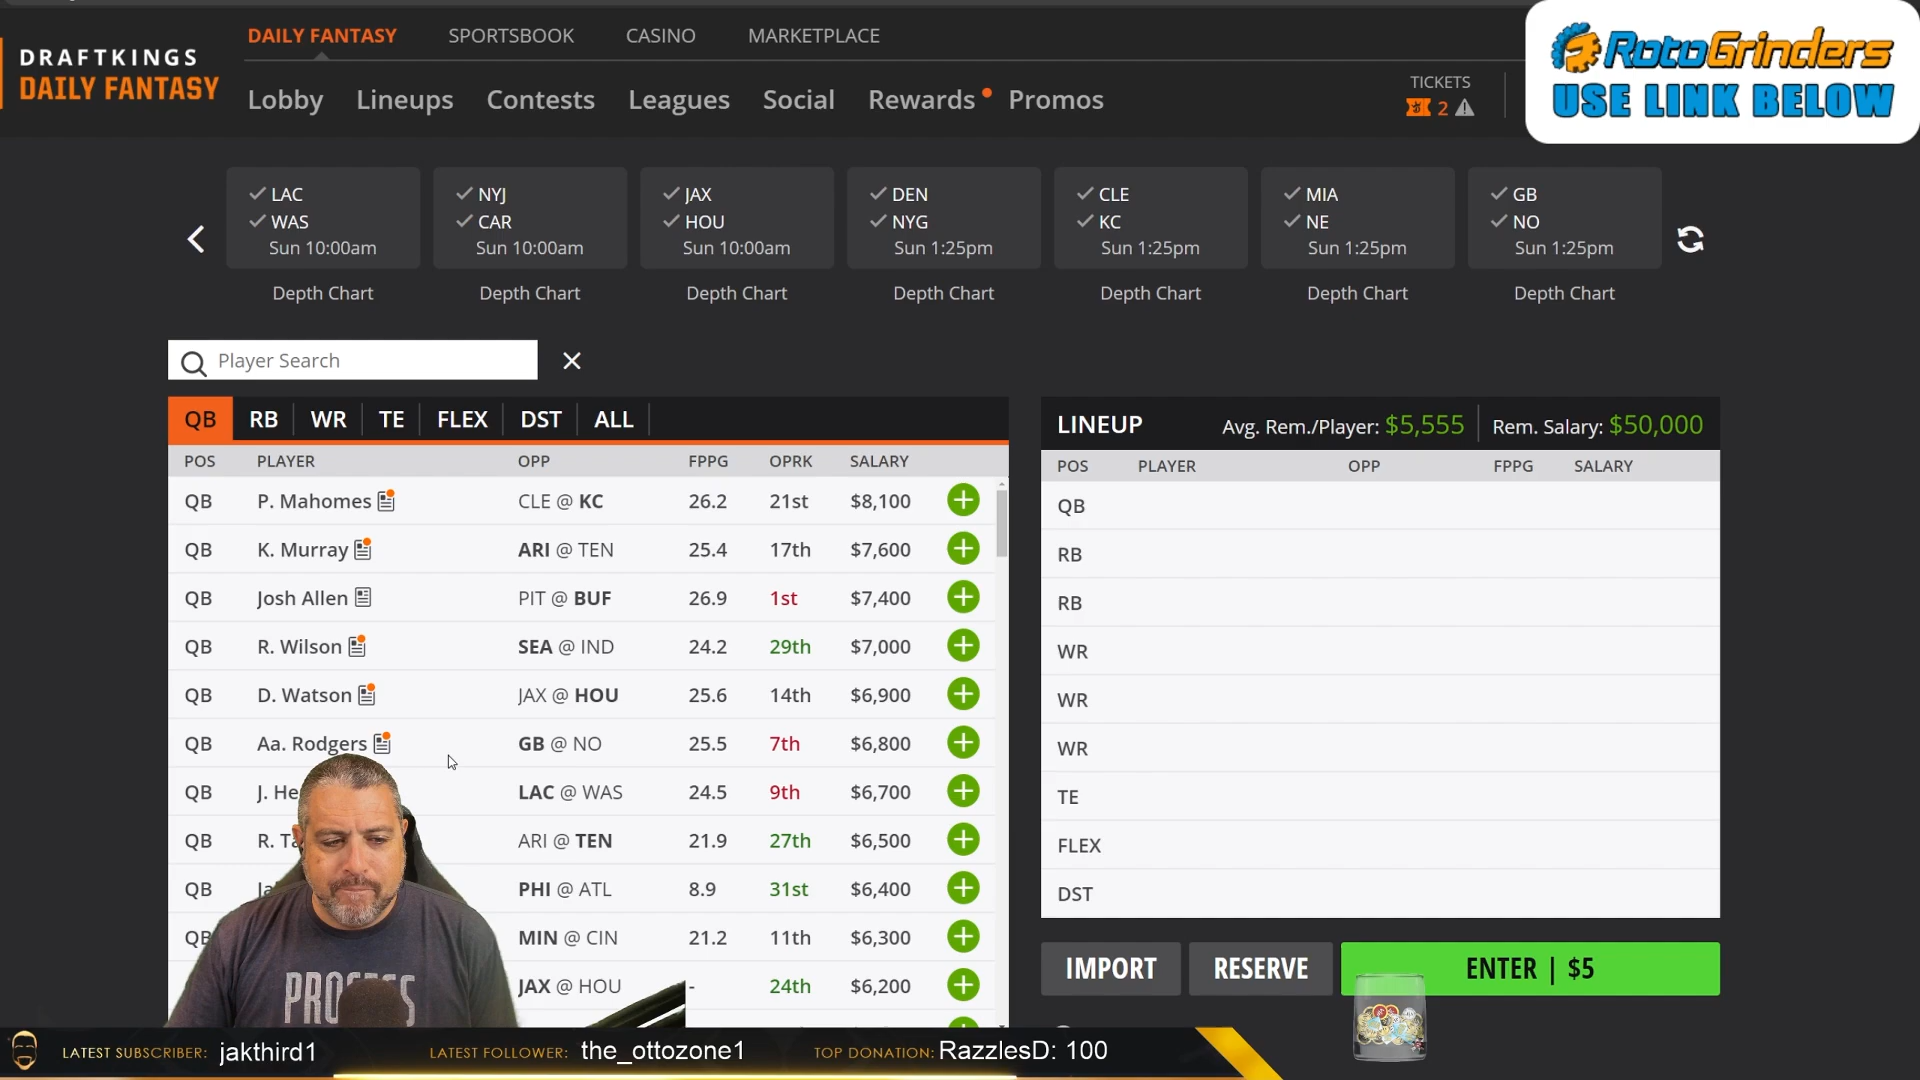 DRAFTKINGS
DAILY FANTASY
DAILY FANTASY SPORTSBOOK CASINO MARKETPLACE
Lobby Lineups Contests Leagues Social Rewards Promos
TICKETS
2
RotoGrinders
USE LINK BELOW
LAC
WAS
Sun 10:00am
NYJ
CAR
Sun 10:00am
JAX
HOU
Sun 10:00am
DEN
NYG
Sun 1:25pm
CLE
KC
Sun 1:25pm
MIA
NE
Sun 1:25pm
GB
NO
Sun 1:25pm
Depth Chart Depth Chart Depth Chart Depth Chart Depth Chart Depth Chart Depth Chart
Player Search
QB RB WR TE FLEX DST ALL
POS PLAYER OPP FPPG OPRK SALARY
QB P. Mahomes CLE @ KC 26.2 21st $8,100
QB K. Murray ARI @ TEN 25.4 17th $7,600
QB Josh Allen PIT @ BUF 26.9 1st $7,400
QB R. Wilson SEA @ IND 24.2 29th $7,000
QB D. Watson JAX @ HOU 25.6 14th $6,900
QB Aa. Rodgers GB @ NO 25.5 7th $6,800
QB J. He LAC @ WAS 24.5 9th $6,700
QB R. Ta ARI @ TEN 21.9 27th $6,500
QB Ja PHI @ ATL 8.9 31st $6,400
QB MIN @ CIN 21.2 11th $6,300
JAX @ HOU - 24th $6,200
LINEUP Avg. Rem./Player: $5,555 Rem. Salary: $50,000
POS PLAYER OPP FPPG SALARY
QB
RB
RB
WR
WR
WR
TE
FLEX
DST
IMPORT RESERVE ENTER | $5
LATEST SUBSCRIBER: jakthird1 LATEST FOLLOWER: the_ottozone1 TOP DONATION: RazzlesD: 100